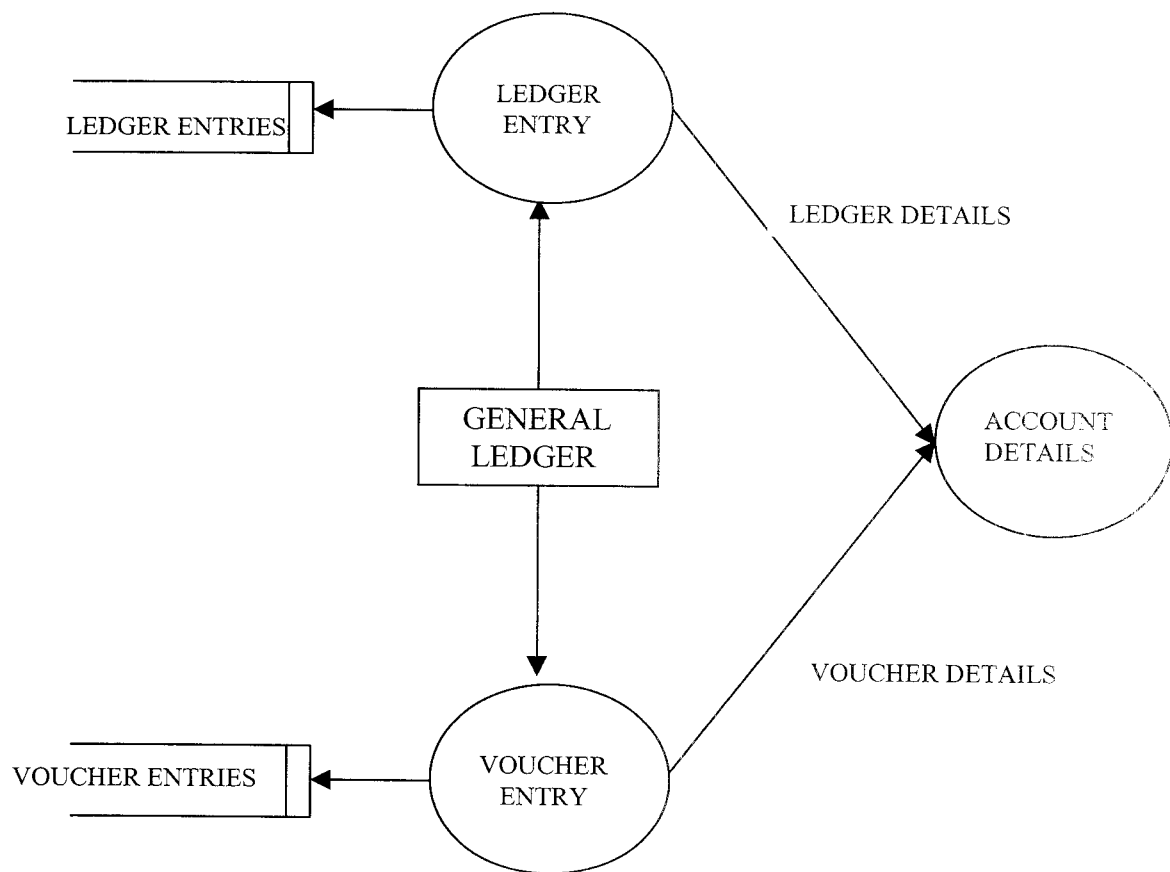 LEDGER
ENTRY
LEDGER ENTRIES
LEDGER DETAILS
GENERAL
LEDGER
ACCOUNT
DETAILS
VOUCHER DETAILS
VOUCHER
ENTRY
VOUCHER ENTRIES